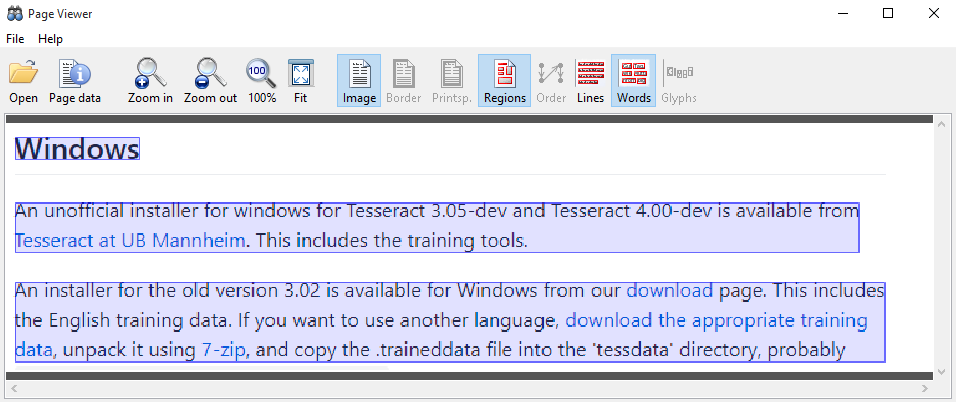 Page Viewer
File Help
Open Page data Zoom in Zoom out 100% Fit Image Border Printsp. Regions Order Lines Words Glyphs
Windows
An unofficial installer for windows for Tesseract 3.05-dev and Tesseract 4.00-dev is available from
Tesseract at UB Mannheim. This includes the training tools.
An installer for the old version 3.02 is available for Windows from our download page. This includes
the English training data. If you want to use another language, download the appropriate training
data, unpack it using 7-zip, and copy the .traineddata file into the 'tessdata' directory, probably